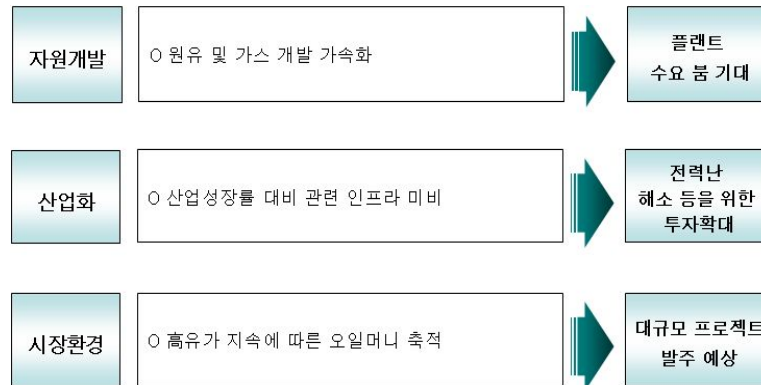 자원개발
O 원유 및 가스 개발 가속화
플랜트
수요 붐 기대
산업화
O 산업성장률 대비 관련 인프라 미비
전력난
해소 등을 위한
투자확대
시장환경
O 高유가 지속에 따른 오일머니 축적
대규모 프로젝트
발주 예상